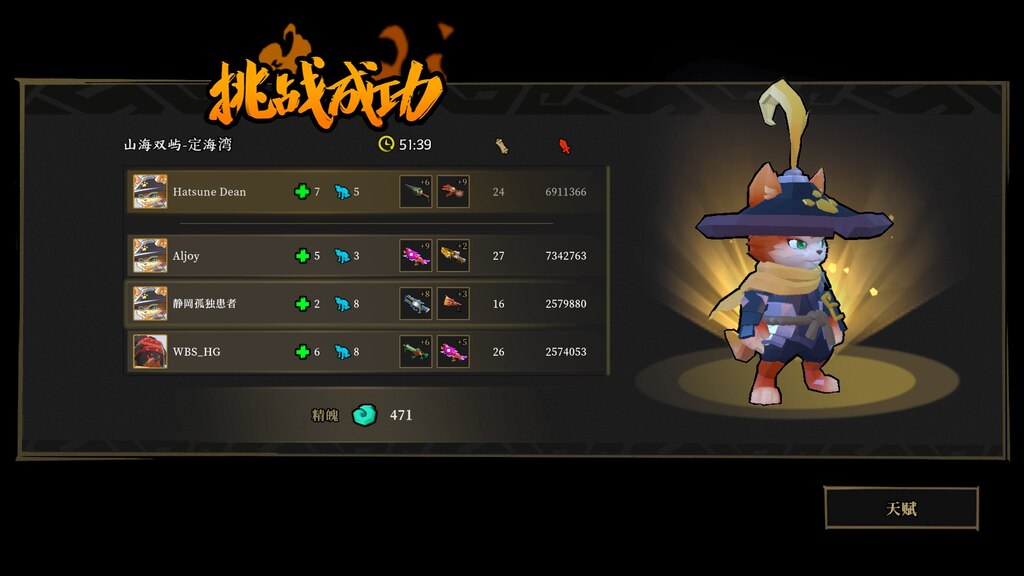 挑战成功
山海双屿-定海湾 51:39
Hatsune Dean 7 5 +6 +9 24 6911366
Aljoy 5 3 +9 +2 27 7342763
静岡孤独患者 2 8 +8 +3 16 2579880
WBS_HG 6 8 +6 +5 26 2574053
精魄 471
天赋